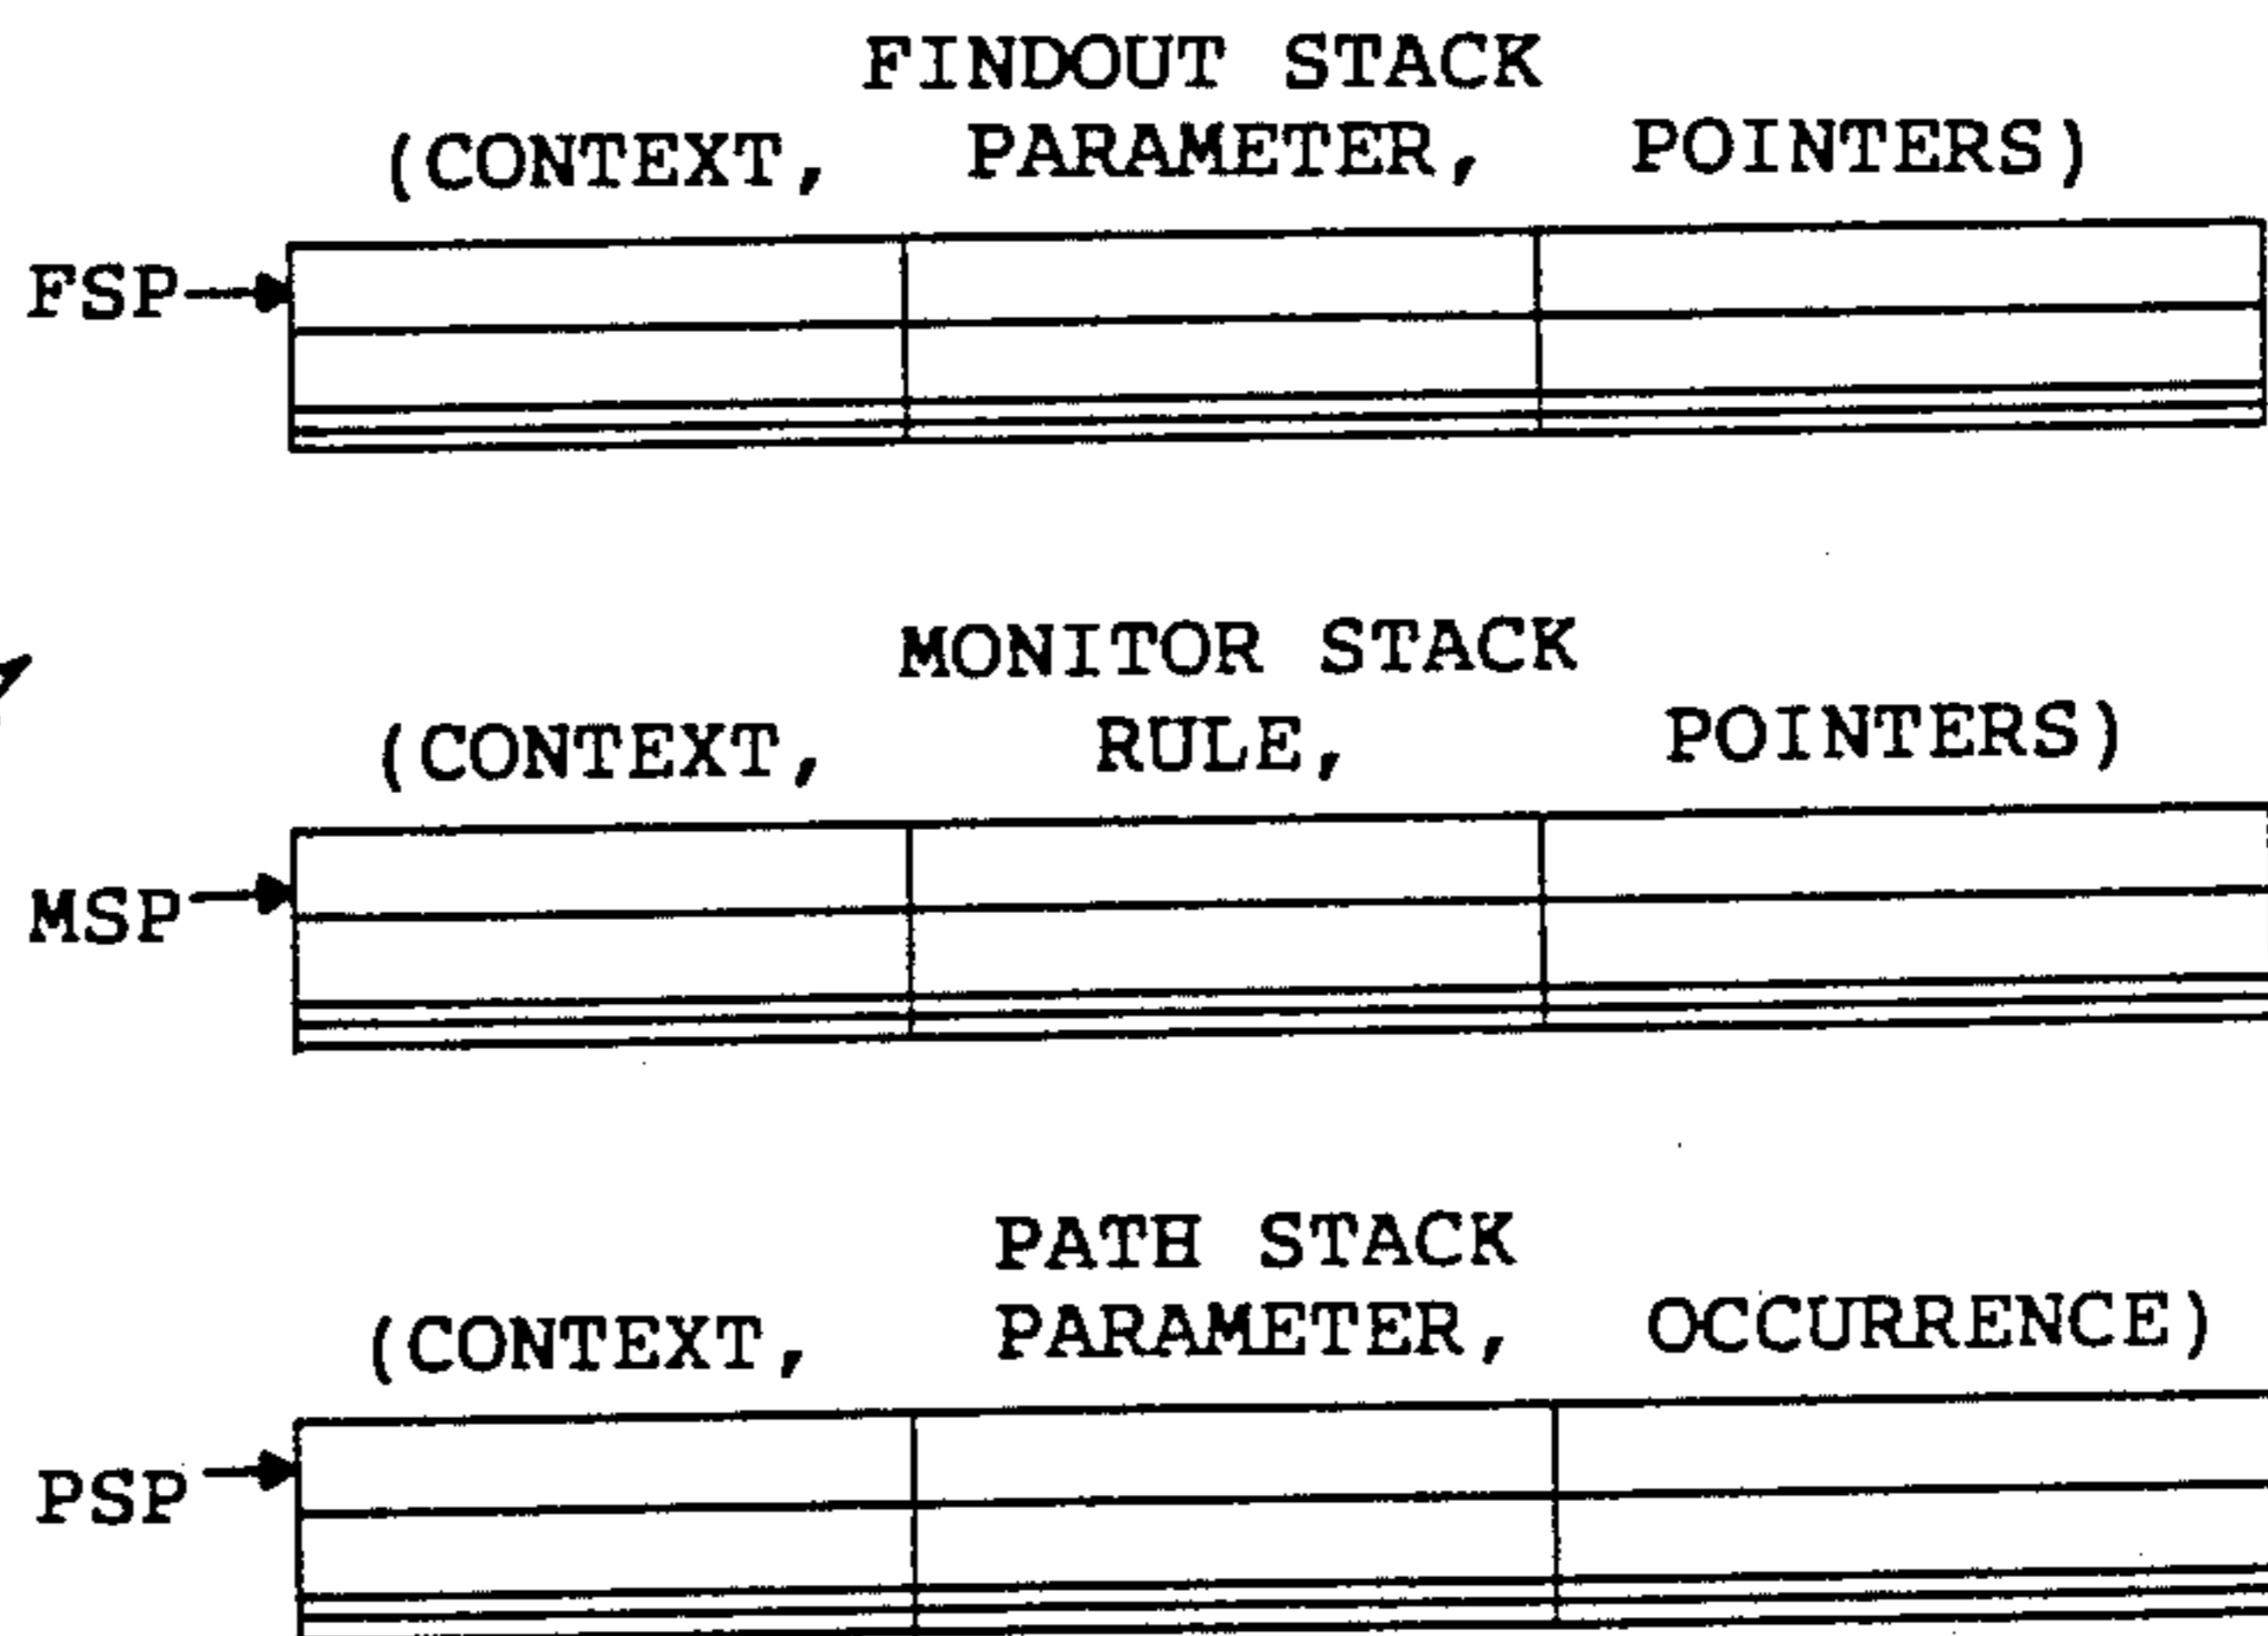 FINDOUT STACK
(CONTEXT, PARAMETER, POINTERS)
FSP
MONITOR STACK
(CONTEXT, RULE, POINTERS)
MSP
PATH STACK
(CONTEXT, PARAMETER, OCCURRENCE)
PSP